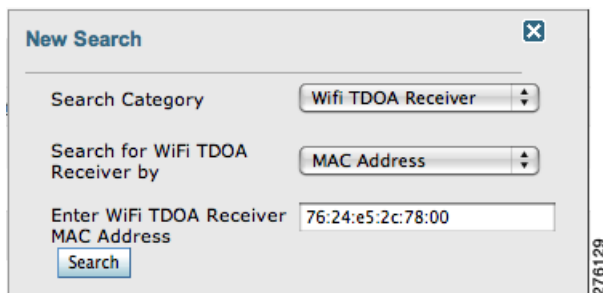 New Search
Search Category
Wifi TDOA Receiver
Search for WiFi TDOA
Receiver by
MAC Address
Enter WiFi TDOA Receiver
MAC Address
76:24:e5:2c:78:00
Search
276129